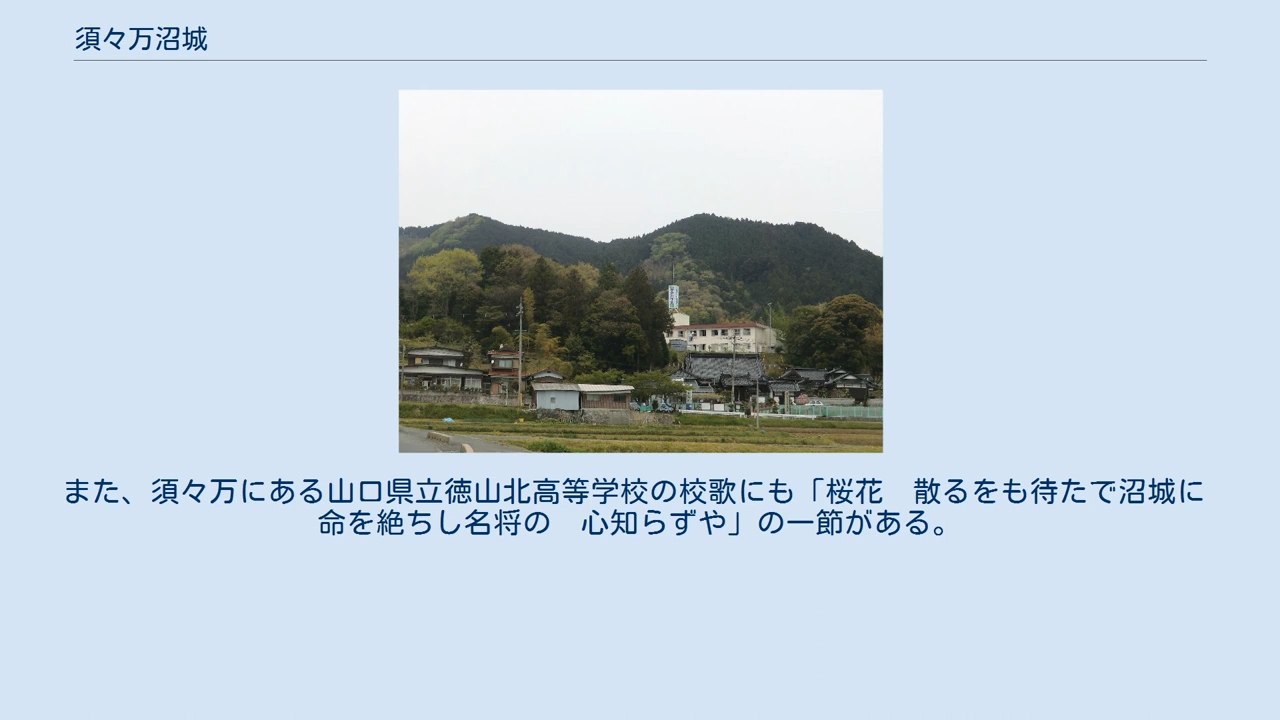 須々万沼城
また、須々万にある山口県立徳山北高等学校の校歌にも「桜花　散るをも待たで沼城に
命を絶ちし名将の　心知らずや」の一節がある。